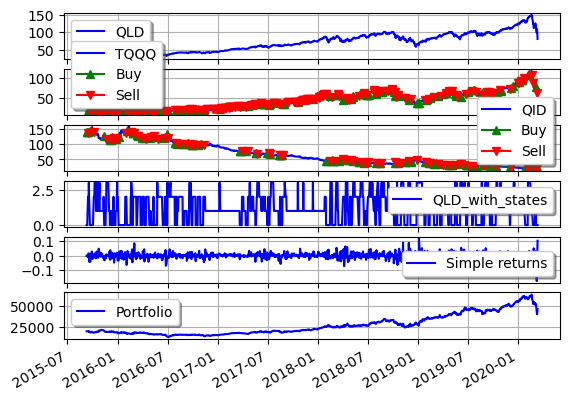 150
100
50
QLD
TQQQ
Buy
Sell
100
50
QID
Buy
Sell
150
100
50
2.5
0.0
QLD_with_states
0.1
0.0
−0.1
Simple returns
50000
25000
Portfolio
2015-07
2016-01
2016-07
2017-01
2017-07
2018-01
2018-07
2019-01
2019-07
2020-01